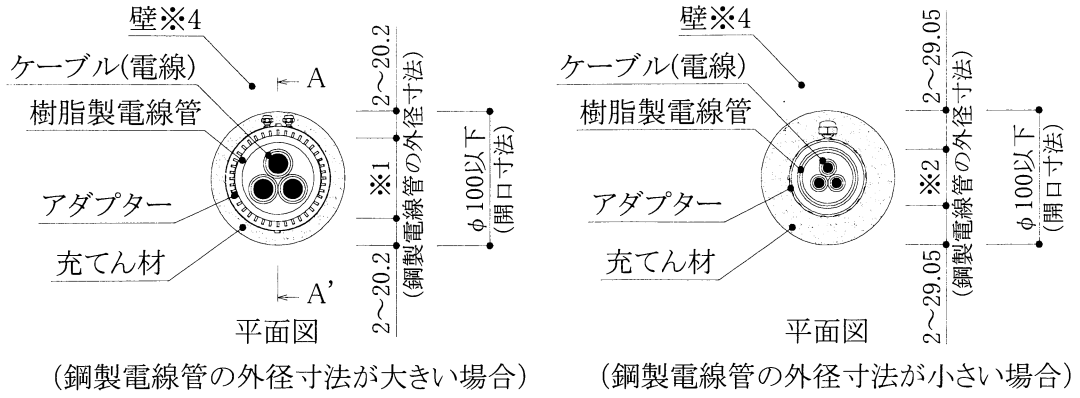 壁※4
ケーブル(電線)
樹脂製電線管
アダプター
充てん材
A
A'
2～20.2
※1
2～20.2
(鋼製電線管の外径寸法)
φ100以下
(開口寸法)
平面図
(鋼製電線管の外径寸法が大きい場合)
壁※4
ケーブル(電線)
樹脂製電線管
アダプター
充てん材
2～29.05
※2
2～29.05
(鋼製電線管の外径寸法)
φ100以下
(開口寸法)
平面図
(鋼製電線管の外径寸法が小さい場合)